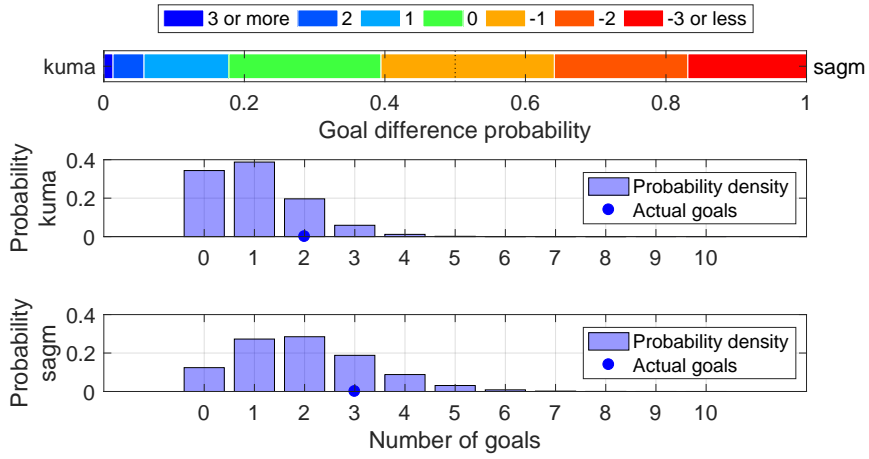 3 or more 2 1 0 -1 -2 -3 or less
kuma sagm
0 0.2 0.4 0.6 0.8 1
Goal difference probability
Probability
kuma
0.4
0.2
0
Probability density
Actual goals
0 1 2 3 4 5 6 7 8 9 10
Probability
sagm
0.4
0.2
0
Probability density
Actual goals
0 1 2 3 4 5 6 7 8 9 10
Number of goals